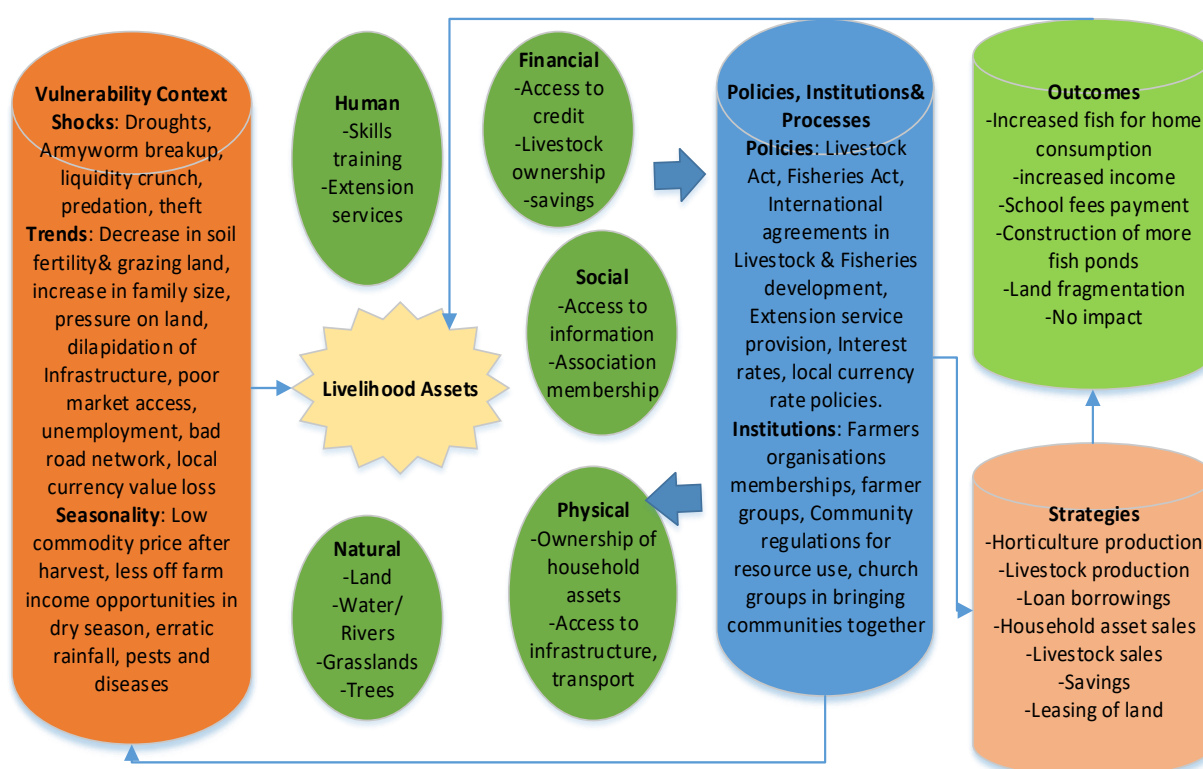 Vulnerability Context
Shocks: Droughts,
Armyworm breakup,
liquidity crunch,
predation, theft
Trends: Decrease in soil
fertility& grazing land,
increase in family size,
pressure on land,
dilapidation of
Infrastructure, poor
market access,
unemployment, bad
road network, local
currency value loss
Seasonality: Low
commodity price after
harvest, less off farm
income opportunities in
dry season, erratic
rainfall, pests and
diseases
Human
-Skills
training
-Extension
services
Livelihood Assets
Natural
-Land
-Water/
Rivers
-Grasslands
-Trees
Financial
-Access to
credit
-Livestock
ownership
-savings
Social
-Access to
information
-Association
membership
Physical
-Ownership of
household
assets
-Access to
infrastructure,
transport
Policies, Institutions&
Processes
Policies: Livestock
Act, Fisheries Act,
International
agreements in
Livestock & Fisheries
development,
Extension service
provision, Interest
rates, local currency
rate policies.
Institutions: Farmers
organisations
memberships, farmer
groups, Community
regulations for
resource use, church
groups in bringing
communities together
Outcomes
-Increased fish for home
consumption
-increased income
-School fees payment
-Construction of more
fish ponds
-Land fragmentation
-No impact
Strategies
-Horticulture production
-Livestock production
-Loan borrowings
-Household asset sales
-Livestock sales
-Savings
-Leasing of land